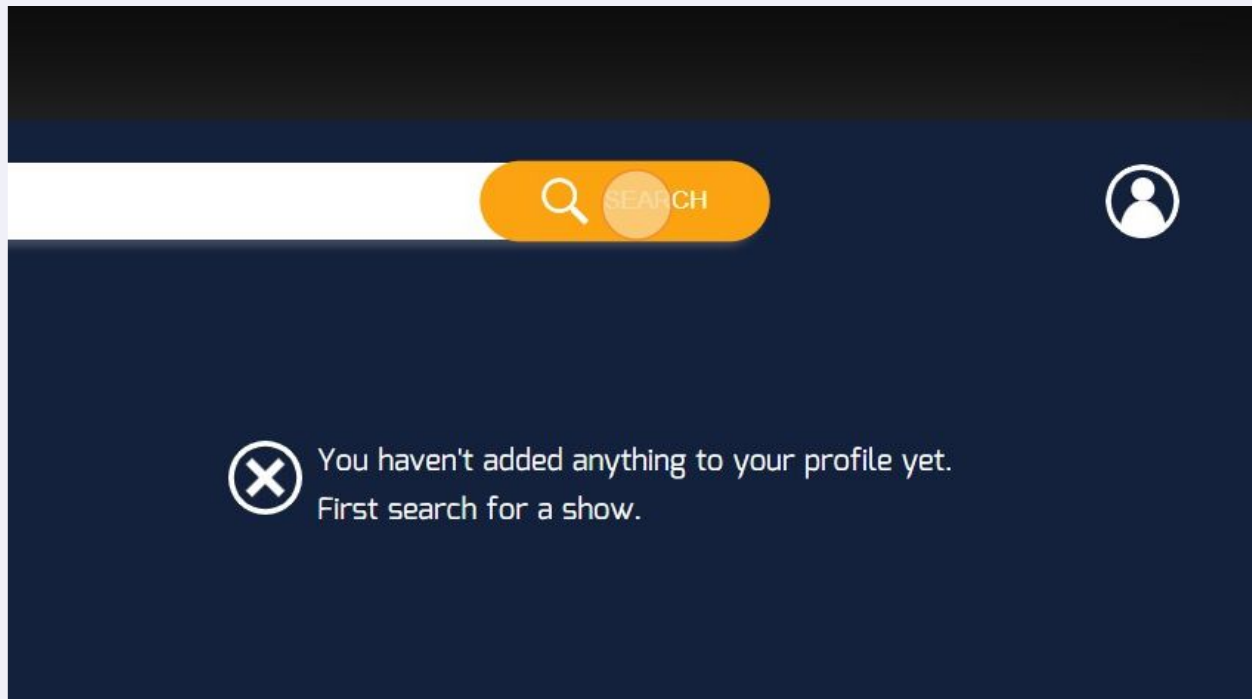 SEARCH
You haven't added anything to your profile yet.
First search for a show.